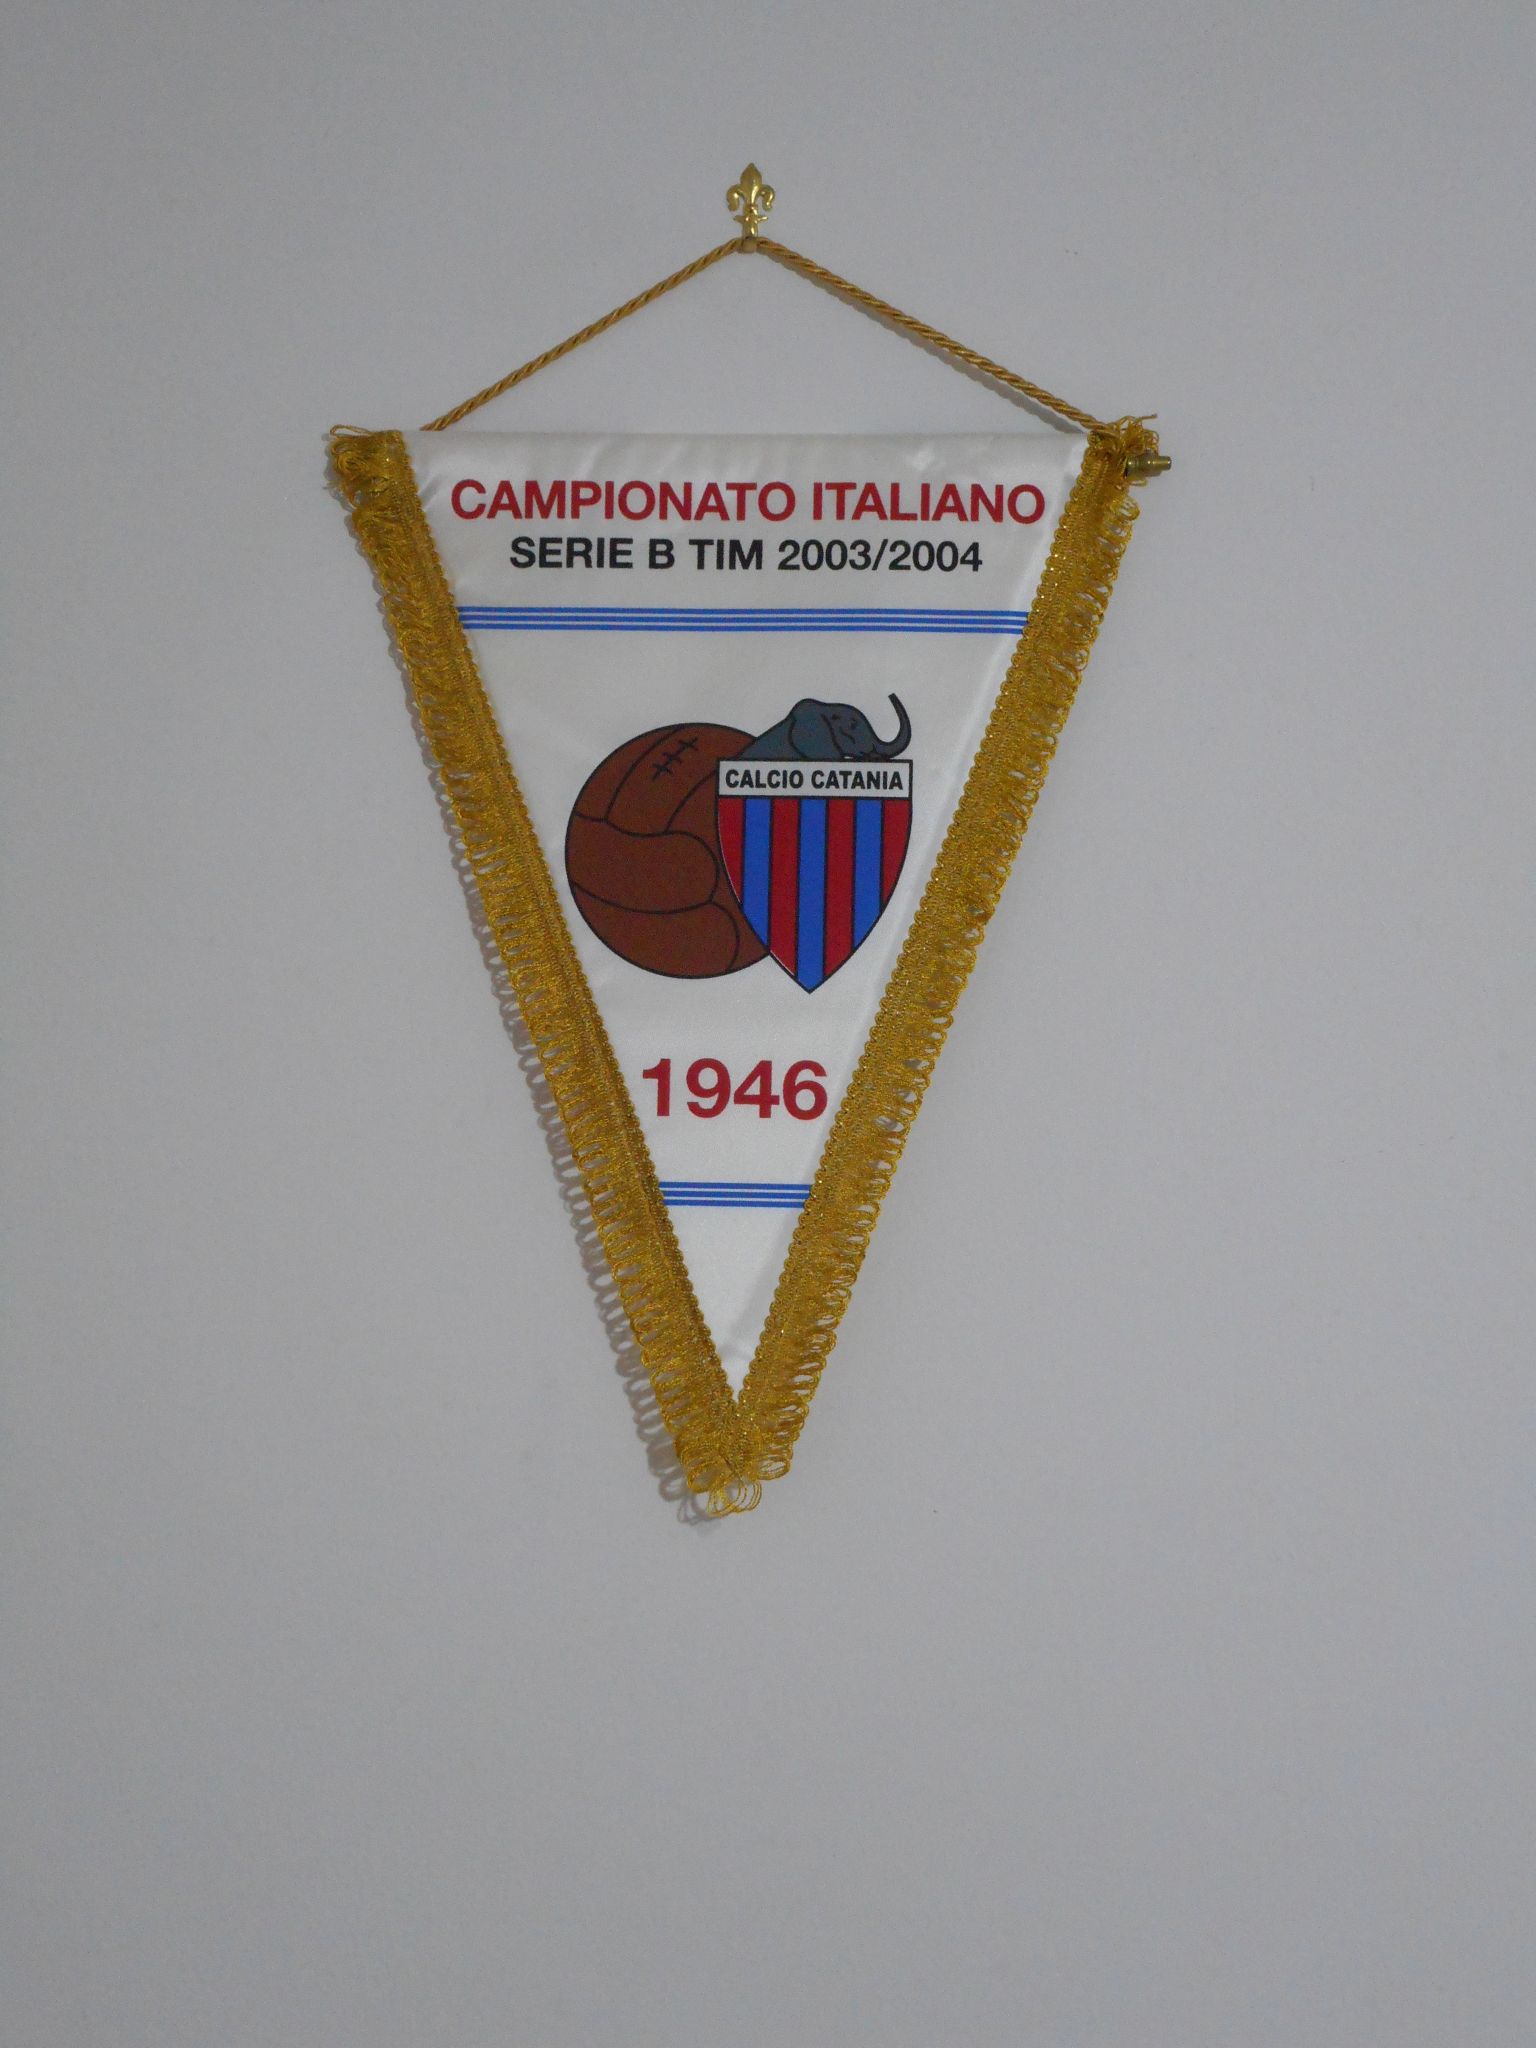 CAMPIONATO ITALIANO
SERIE B TIM 2003/2004
CALCIO CATANIA
1946